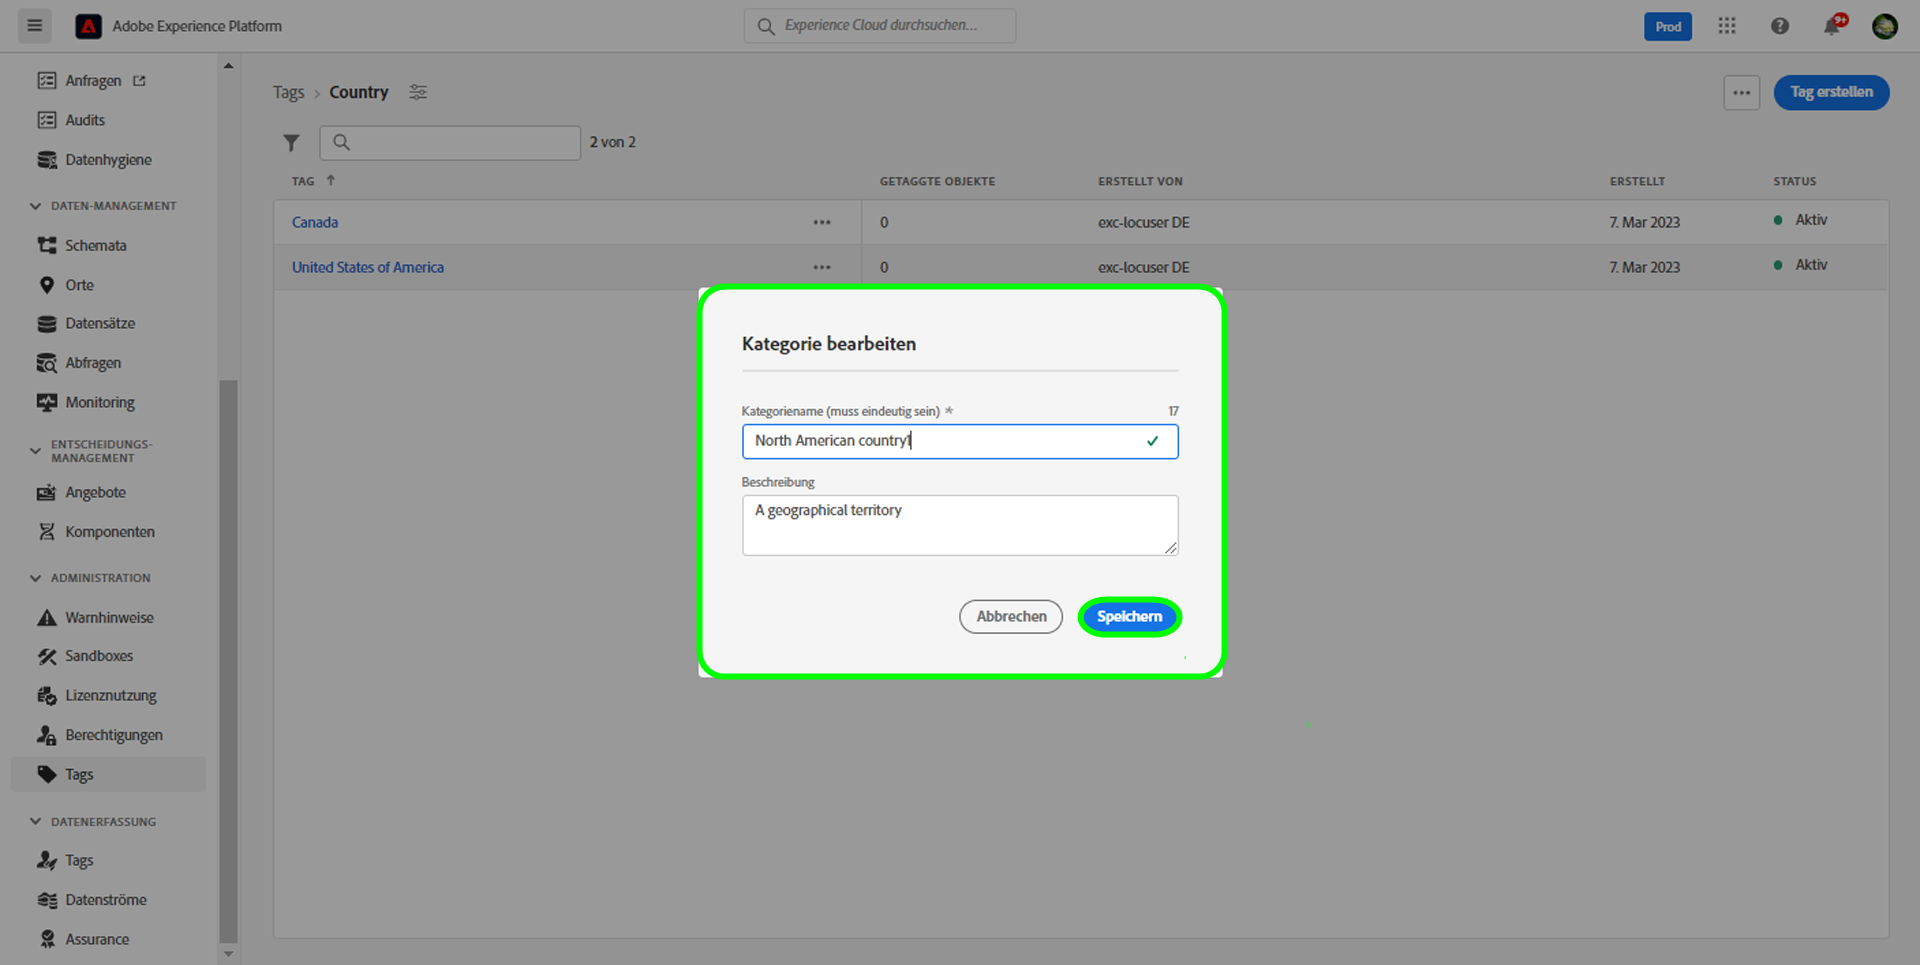 Adobe Experience Platform
Experience Cloud durchsuchen...
Prod
9+
Anfragen
Audits
Datenhygiene
DATEN-MANAGEMENT
Schemata
Orte
Datensätze
Abfragen
Monitoring
ENTSCHEIDUNGS-
MANAGEMENT
Angebote
Komponenten
ADMINISTRATION
Warnhinweise
Sandboxes
Lizenznutzung
Berechtigungen
Tags
DATENERFASSUNG
Tags
Datenströme
Assurance
Tags > Country
Tag erstellen
2 von 2
TAG ↑ GETAGGTE OBJEKTE ERSTELLT VON ERSTELLT STATUS
Canada ••• 0 exc-locuser DE 7. Mar 2023 Aktiv
United States of America ••• 0 exc-locuser DE 7. Mar 2023 Aktiv
Kategorie bearbeiten
Kategoriename (muss eindeutig sein) * 17
North American country1
Beschreibung
A geographical territory
Abbrechen Speichern